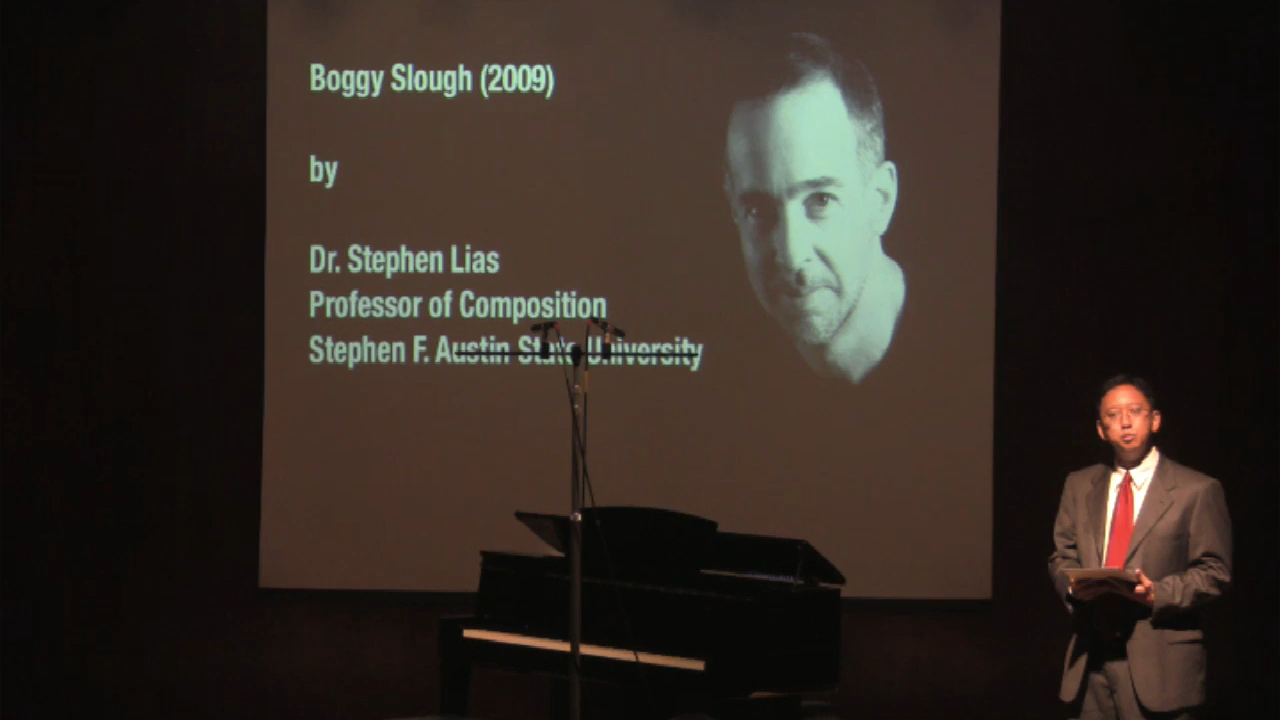 Boggy Slough (2009)
by
Dr. Stephen Lias
Professor of Composition
Stephen F. Austin State University